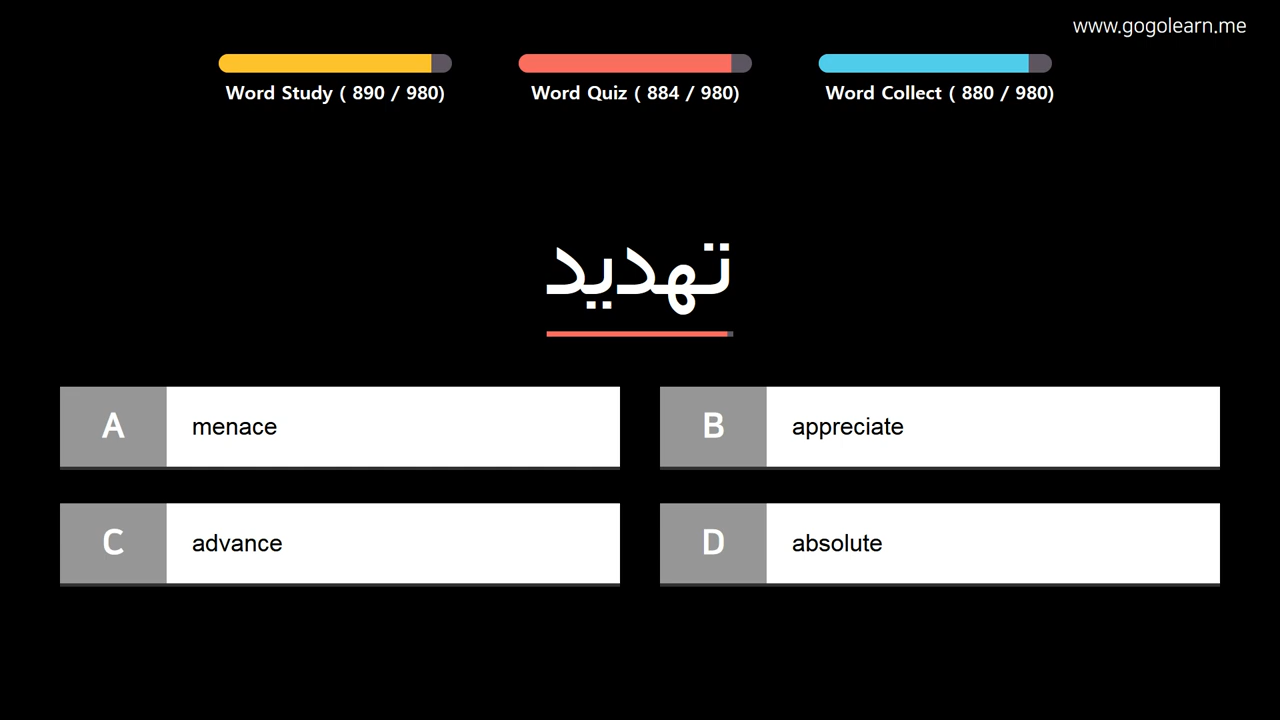 www.gogolearn.me
Word Study ( 890 / 980)
Word Quiz ( 884 / 980)
Word Collect ( 880 / 980)
تهديد
A menace
B appreciate
C advance
D absolute